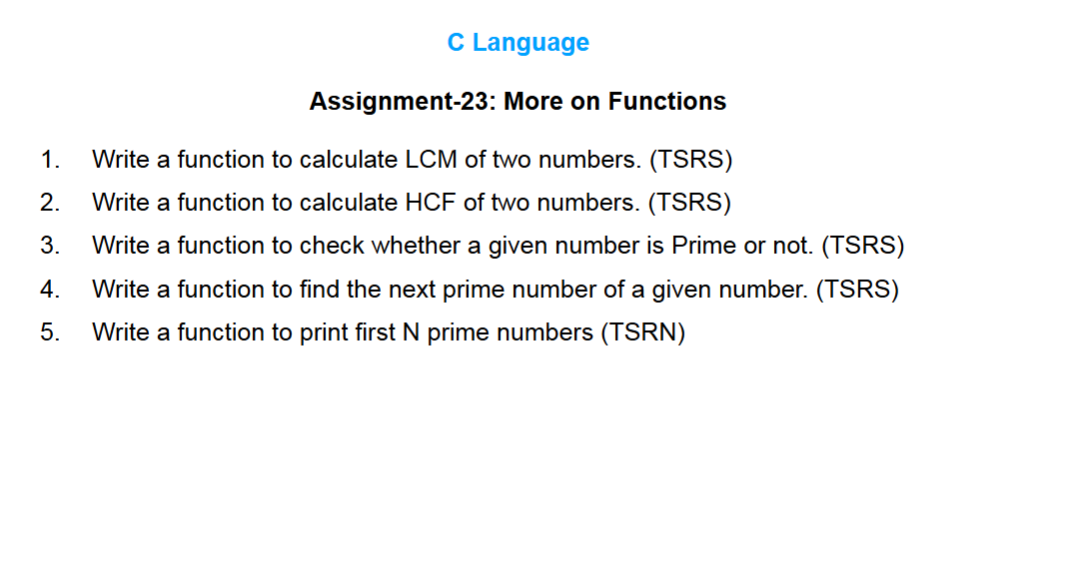 C Language
Assignment-23: More on Functions
1. Write a function to calculate LCM of two numbers. (TSRS)
2. Write a function to calculate HCF of two numbers. (TSRS)
3. Write a function to check whether a given number is Prime or not. (TSRS)
4. Write a function to find the next prime number of a given number. (TSRS)
5. Write a function to print first N prime numbers (TSRN)